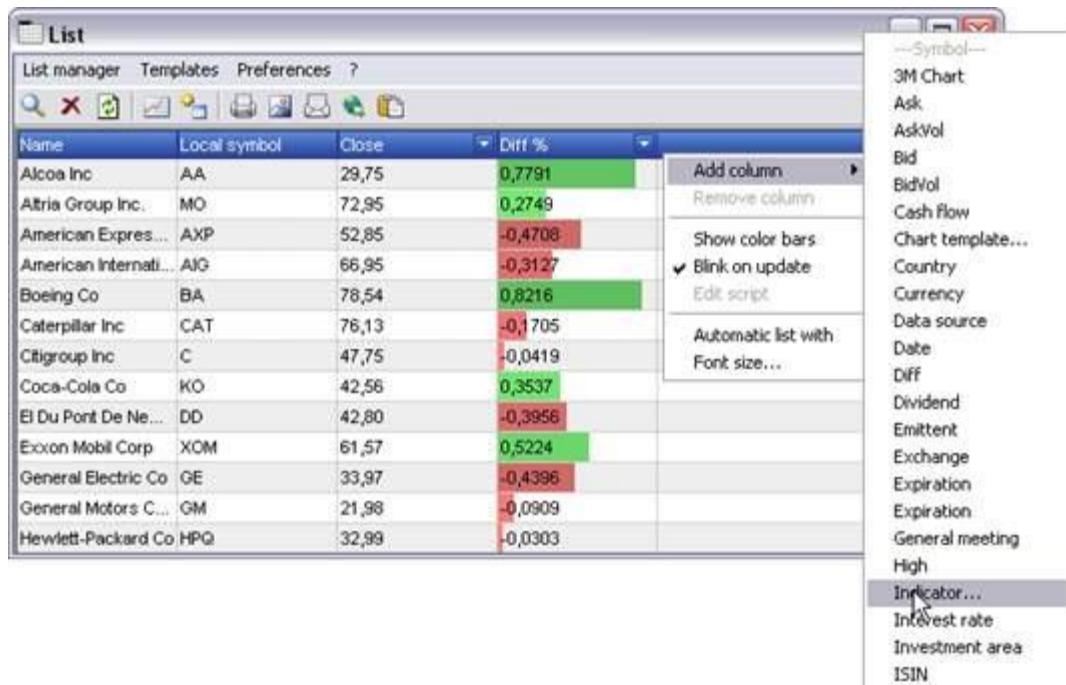 List
List manager Templates Preferences ?
Name Local symbol Close Diff %
Alcoa Inc AA 29,75 0,7791
Altria Group Inc. MO 72,95 0,2749
American Expres... AXP 52,85 -0,4708
American Internati... AIG 66,95 -0,3127
Boeing Co BA 78,54 0,8216
Caterpillar Inc CAT 76,13 -0,1705
Citigroup Inc C 47,75 -0,0419
Coca-Cola Co KO 42,56 0,3537
El Du Pont De Ne... DD 42,80 -0,3956
Exxon Mobil Corp XOM 61,57 0,5224
General Electric Co GE 33,97 -0,4396
General Motors C... GM 21,98 -0,0909
Hewlett-Packard Co HPQ 32,99 -0,0303
Add column
Remove column
Show color bars
Blink on update
Edit script
Automatic list with
Font size...
---Symbol---
3M Chart
Ask
AskVol
Bid
BidVol
Cash flow
Chart template...
Country
Currency
Data source
Date
Diff
Dividend
Emittent
Exchange
Expiration
Expiration
General meeting
High
Indicator...
Interest rate
Investment area
ISIN